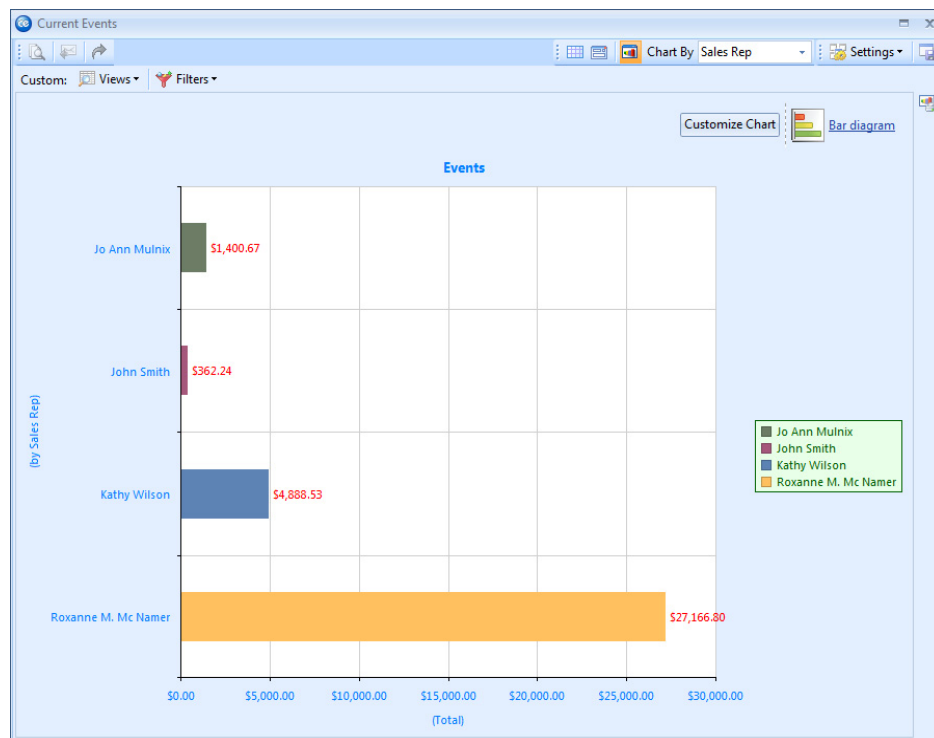 Current Events
Chart By Sales Rep Settings
Custom: Views Filters
Customize Chart Bar diagram
Events
Jo Ann Mulnix
$1,400.67
John Smith
$362.24
(by Sales Rep)
Kathy Wilson
$4,888.53
Roxanne M. Mc Namer
$27,166.80
Jo Ann Mulnix
John Smith
Kathy Wilson
Roxanne M. Mc Namer
$0.00 $5,000.00 $10,000.00 $15,000.00 $20,000.00 $25,000.00 $30,000.00
(Total)